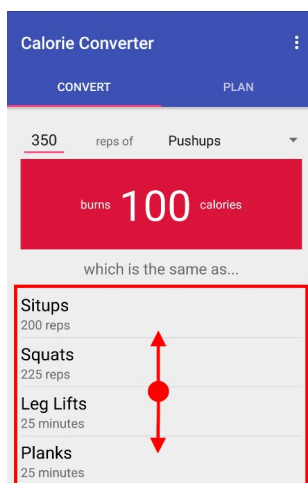 Calorie Converter
CONVERT PLAN
350 reps of Pushups
burns 100 calories
which is the same as...
Situps
200 reps
Squats
225 reps
Leg Lifts
25 minutes
Planks
25 minutes